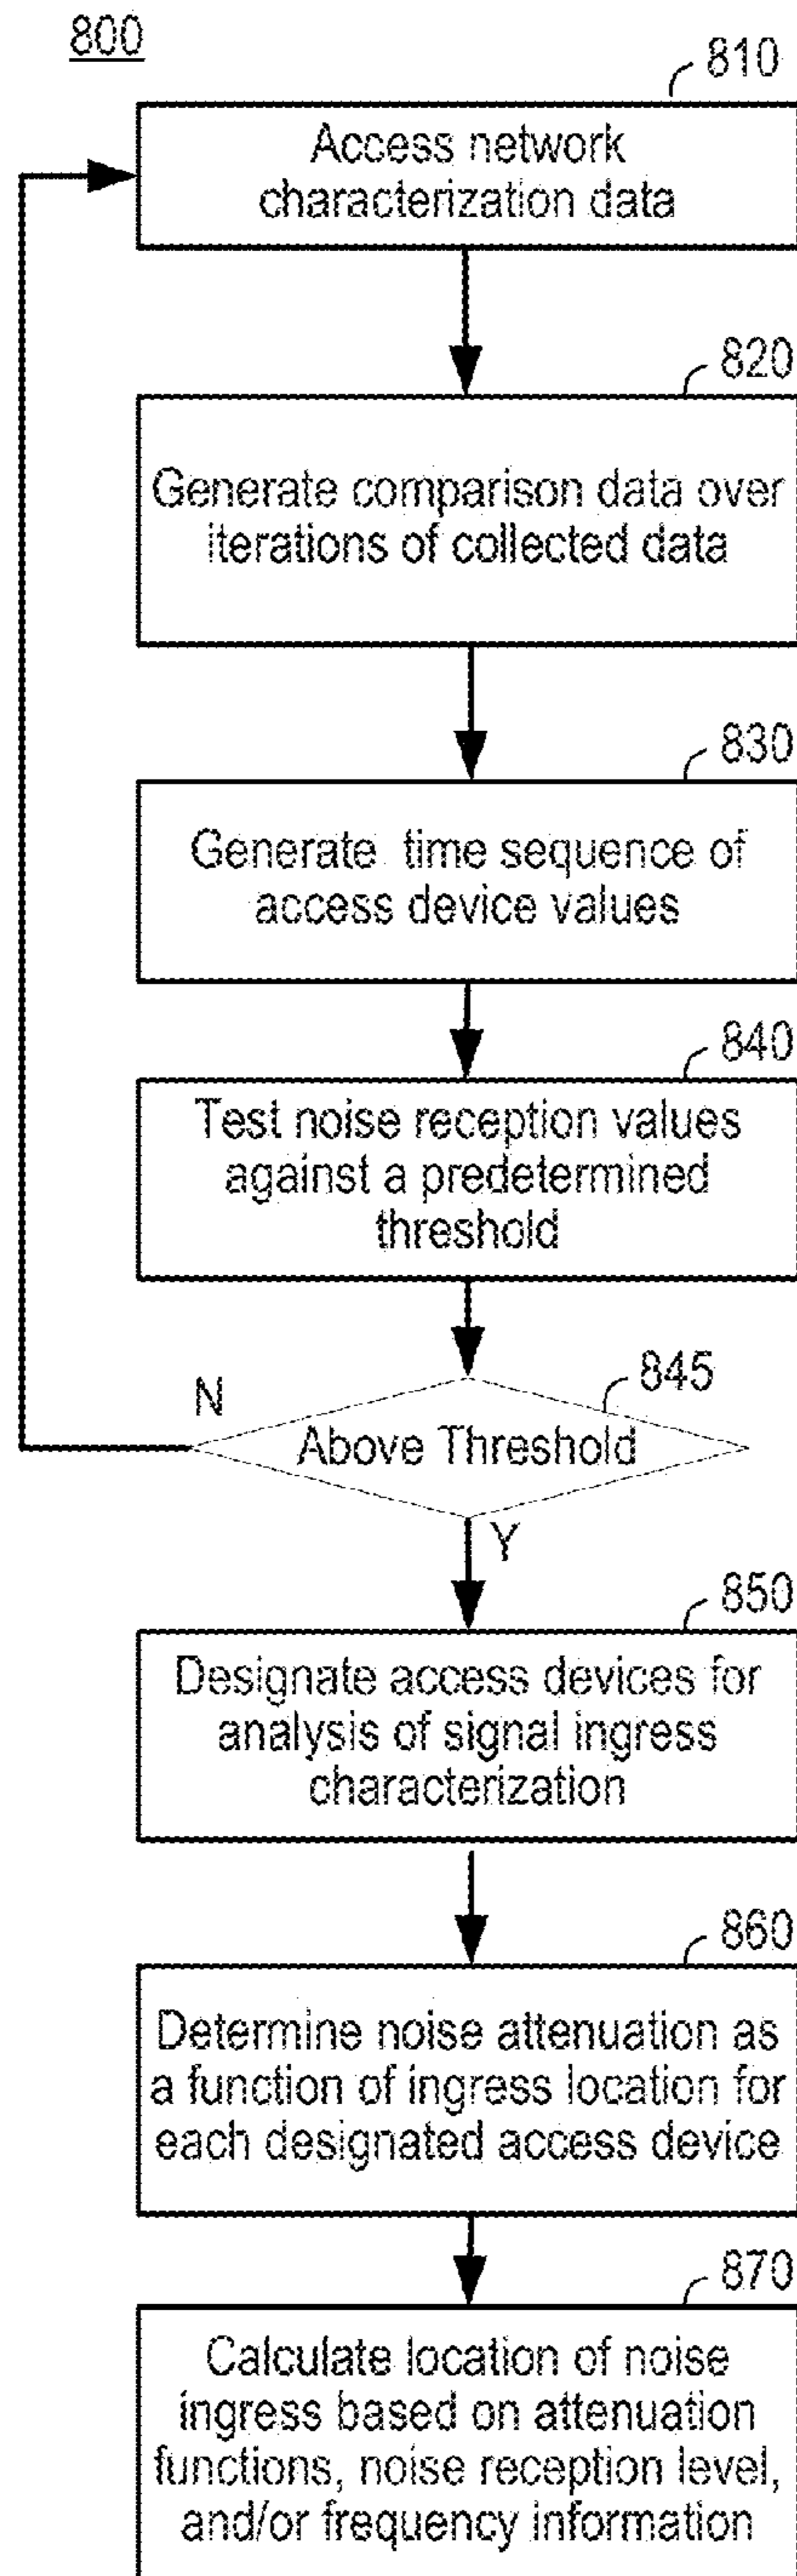 800
810
Access network
characterization data
820
Generate comparison data over
iterations of collected data
830
Generate time sequence of
access device values
840
Test noise reception values
against a predetermined
threshold
845
N
Above Threshold
Y
850
Designate access devices for
analysis of signal ingress
characterization
860
Determine noise attenuation as
a function of ingress location for
each designated access device
870
Calculate location of noise
ingress based on attenuation
functions, noise reception level,
and/or frequency information